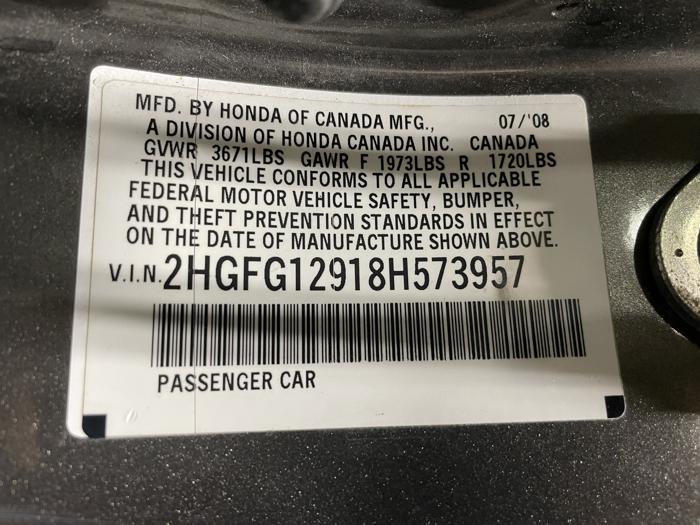 MFD. BY HONDA OF CANADA MFG., 07/'08
A DIVISION OF HONDA CANADA INC. CANADA
GVWR 3671LBS GAWR F 1973LBS R 1720LBS
THIS VEHICLE CONFORMS TO ALL APPLICABLE
FEDERAL MOTOR VEHICLE SAFETY, BUMPER,
AND THEFT PREVENTION STANDARDS IN EFFECT
ON THE DATE OF MANUFACTURE SHOWN ABOVE.
V.I.N. 2HGFG12918H573957
PASSENGER CAR